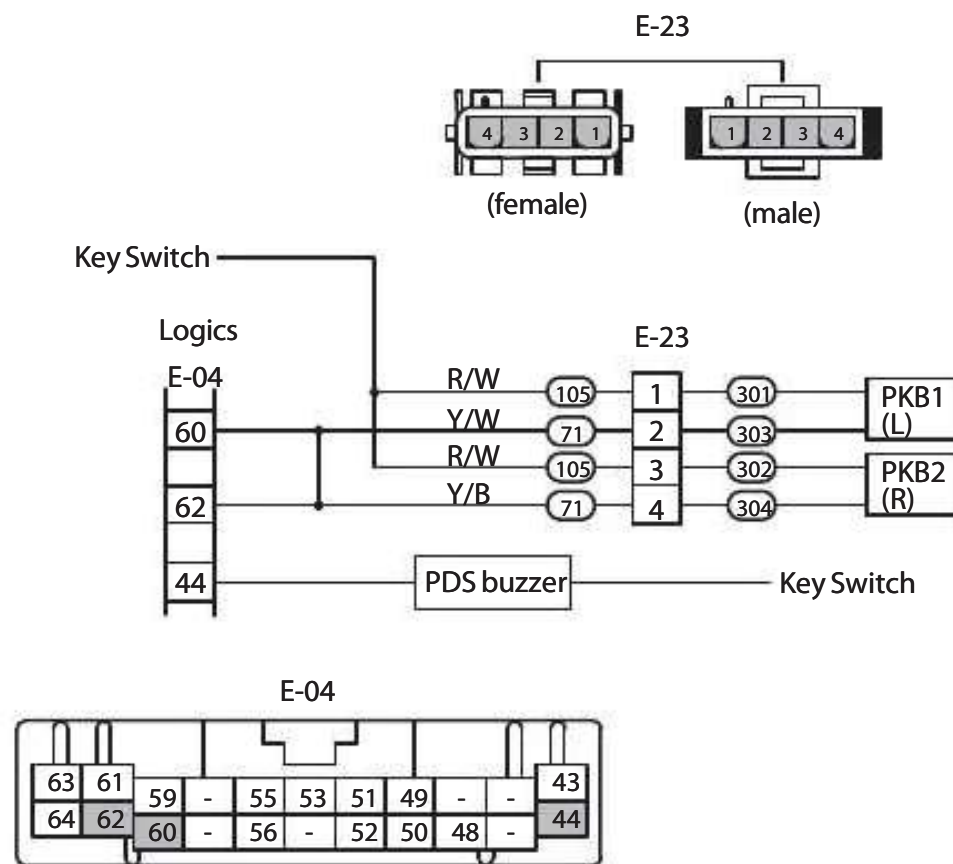 E-23
4 3 2 1
1 2 3 4
(female)
(male)
Key Switch
Logics
E-04
E-23
R/W 105 1 301
PKB1
(L)
60 Y/W 71 2 303
R/W 105 3 302
PKB2
(R)
62 Y/B 71 4 304
44 PDS buzzer Key Switch
E-04
63 61 59 - 55 53 51 49 - - 43
64 62 60 - 56 - 52 50 48 - 44